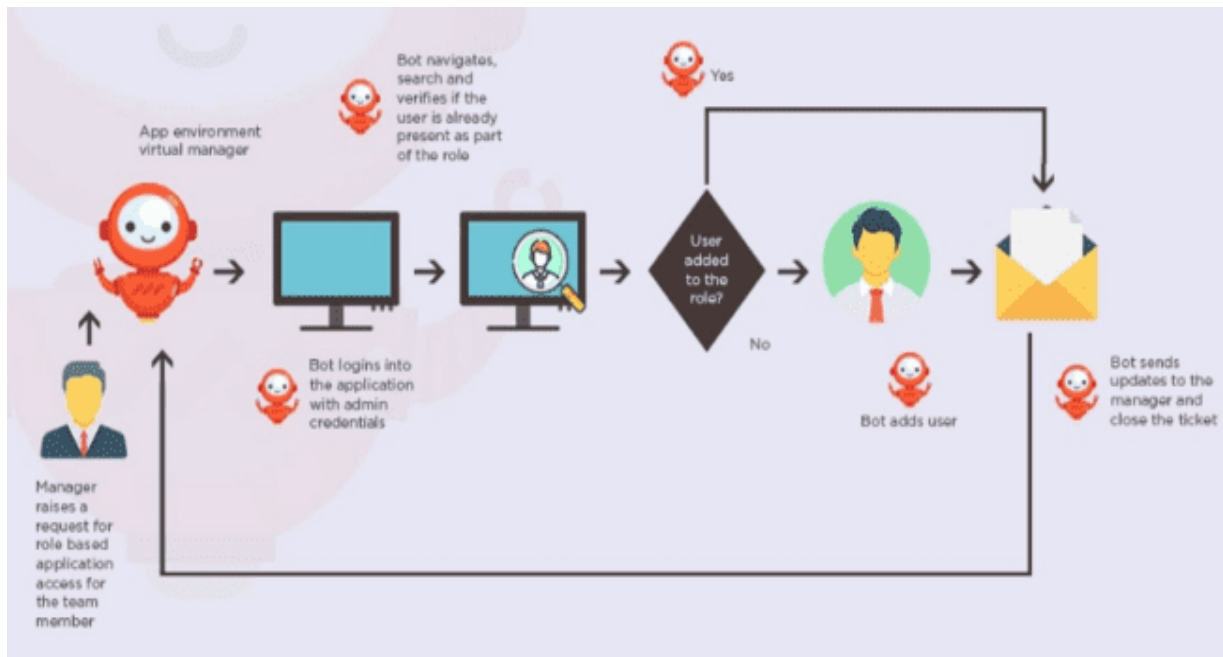 App environment
virtual manager
Bot navigates,
search and
verifies if the
user is already
present as part
of the role
Yes
User
added
to the
role?
No
Manager
raises a
request for
role based
application
access for
the team
member
Bot logins into
the application
with admin
credentials
Bot adds user
Bot sends
updates to the
manager and
close the ticket